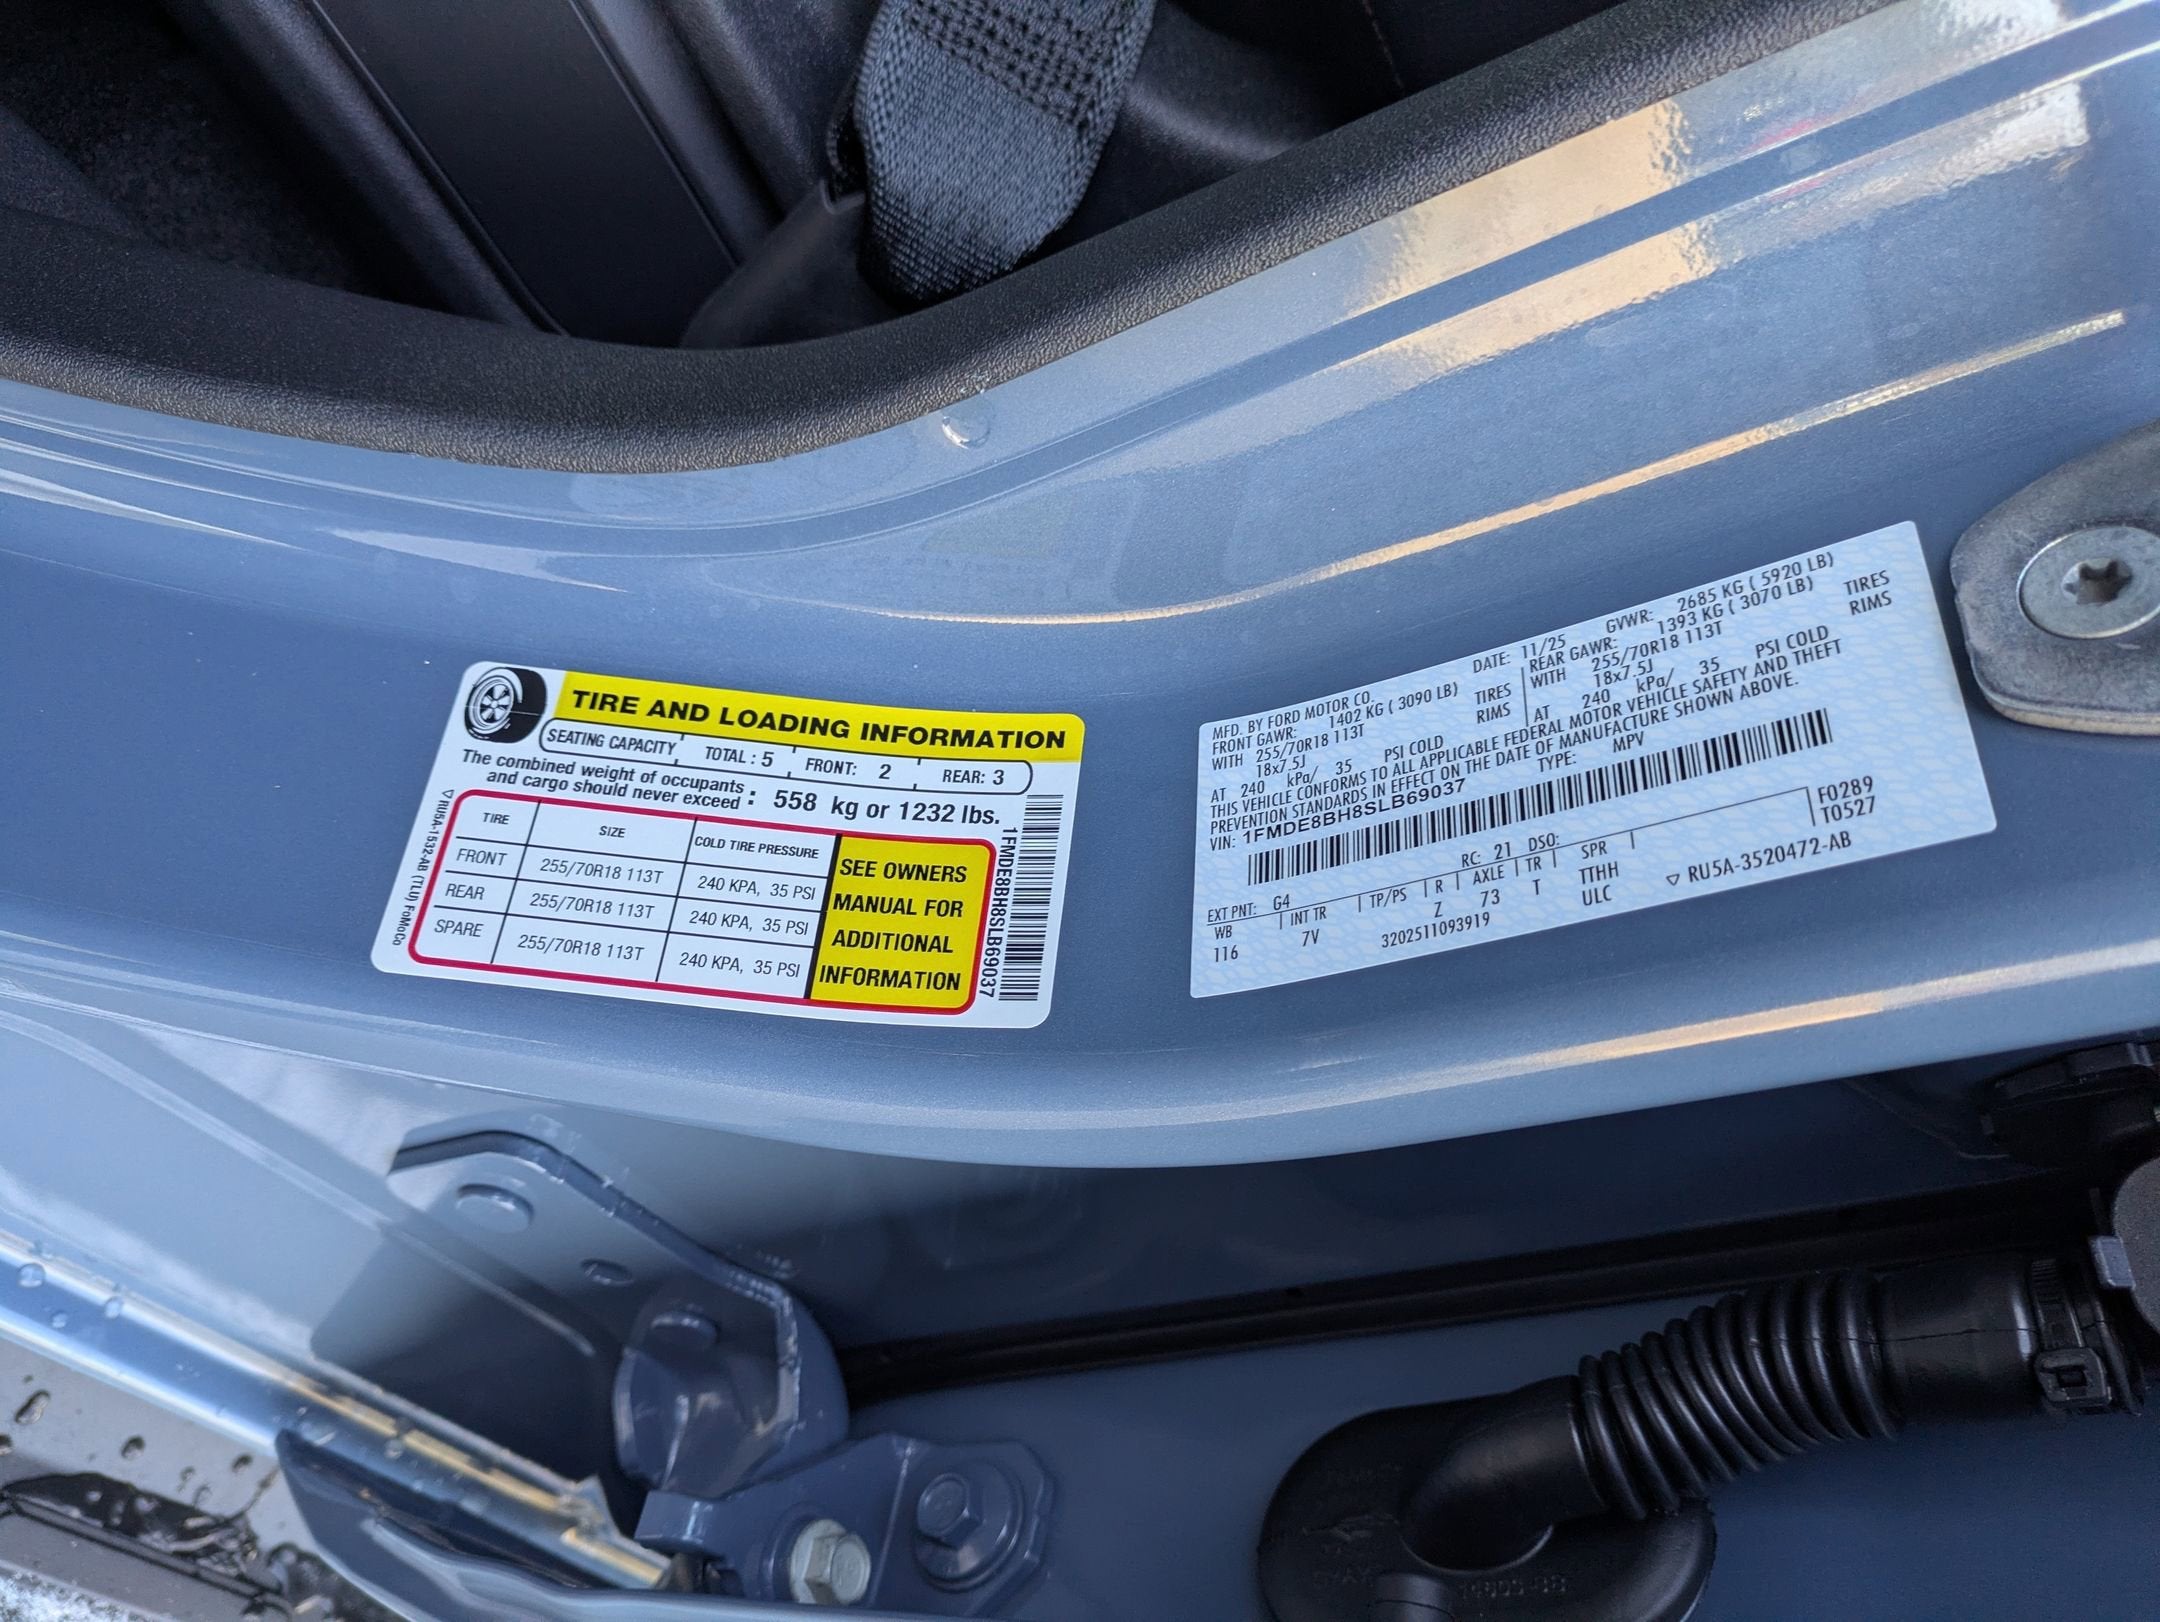 TIRE AND LOADING INFORMATION
SEATING CAPACITY TOTAL : 5 FRONT: 2 REAR: 3
The combined weight of occupants
and cargo should never exceed : 558 kg or 1232 lbs.
TIRE SIZE COLD TIRE PRESSURE
FRONT 255/70R18 113T 240 KPA, 35 PSI
REAR 255/70R18 113T 240 KPA, 35 PSI
SPARE 255/70R18 113T 240 KPA, 35 PSI
SEE OWNERS
MANUAL FOR
ADDITIONAL
INFORMATION
▽RU5A-1532-AB (TLU) FoMoCo
1FMDE8BH8SLB69037
MFD. BY FORD MOTOR CO. DATE: 11/25 GVWR: 2685 KG ( 5920 LB)
FRONT GAWR: 1402 KG ( 3090 LB) REAR GAWR: 1393 KG ( 3070 LB)
WITH 255/70R18 113T TIRES WITH 255/70R18 113T TIRES
18x7.5J RIMS 18x7.5J RIMS
AT 240 kPa/ 35 PSI COLD AT 240 kPa/ 35 PSI COLD
THIS VEHICLE CONFORMS TO ALL APPLICABLE FEDERAL MOTOR VEHICLE SAFETY AND THEFT
PREVENTION STANDARDS IN EFFECT ON THE DATE OF MANUFACTURE SHOWN ABOVE.
VIN: 1FMDE8BH8SLB69037 TYPE: MPV
F0289
T0527
EXT PNT: G4 RC: 21 DSO:
WB INT TR TP/PS R AXLE TR SPR
116 7V Z 73 T TTHH
ULC
3202511093919 ▽ RU5A-3520472-AB